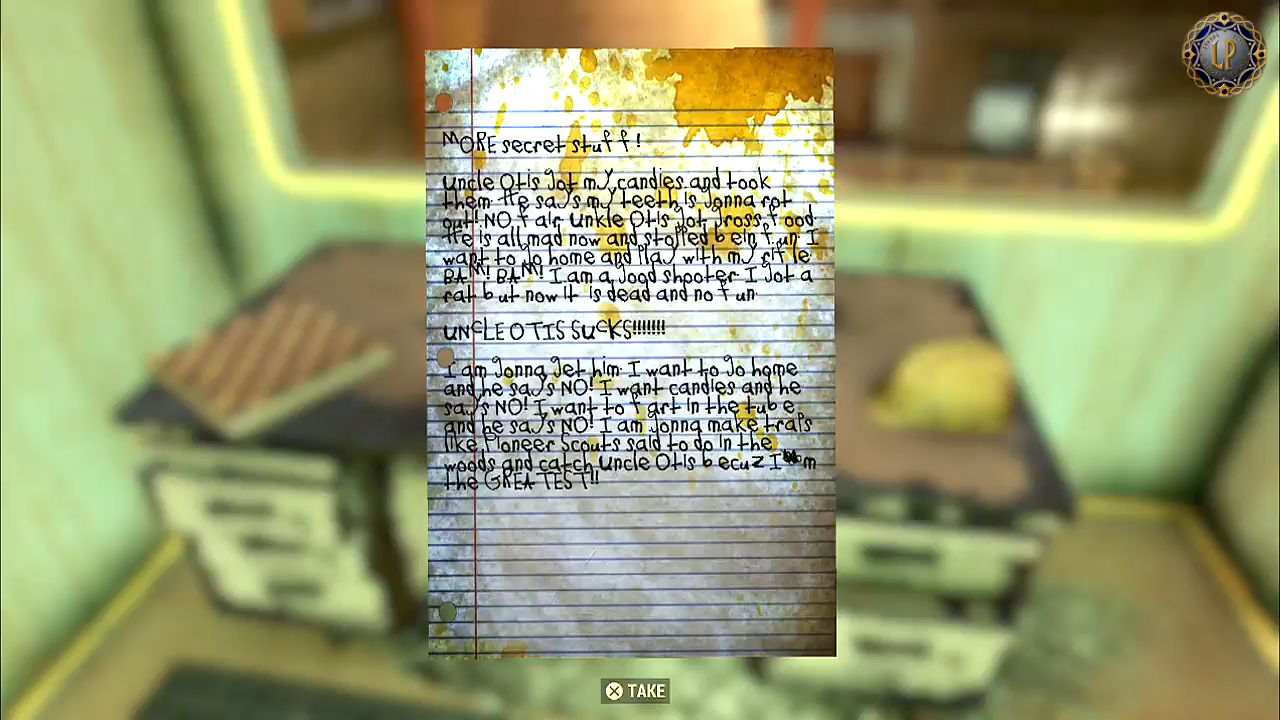 LP
MORE secret stuff!
Uncle Otis got my candies and took
them. He says my teeth is gonna rot
out! NO fair Unkle Otis got gross food.
He is all mad now and stopped bein fun. I
want to go home and play with my rifle.
BAM! BAM! I am a good shooter. I got a
rat but now it is dead and no fun.
UNCLE OTIS SUCKS!!!!!!!
I am gonna get him. I want to go home
and he says NO! I want candies and he
says NO! I want to fart in the tube
and he says NO! I am gonna make traps
like Pioneer Scouts said to do in the
woods and catch Uncle Otis becuz I m
the GREATEST!!
TAKE